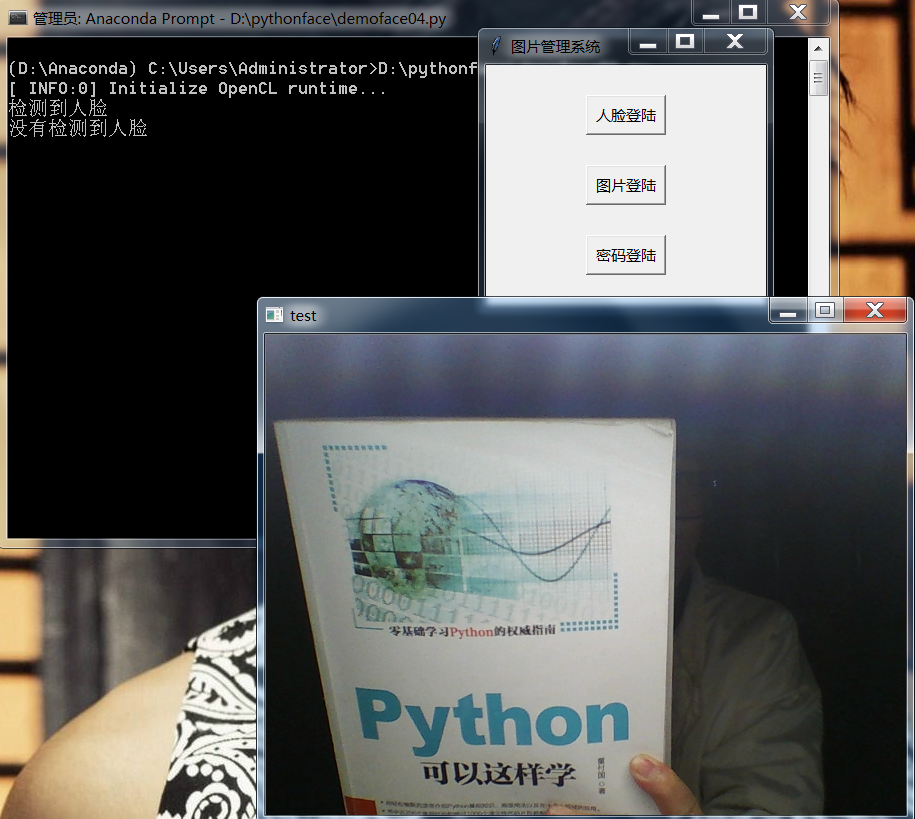 管理员: Anaconda Prompt - D:\pythonface\demoface04.py
(D:\Anaconda) C:\Users\Administrator>D:\pythonf
[ INFO:0] Initialize OpenCL runtime...
检测到人脸
没有检测到人脸
图片管理系统
人脸登陆
图片登陆
密码登陆
test
零基础学习Python的权威指南
Python
可以这样学
董付国 著